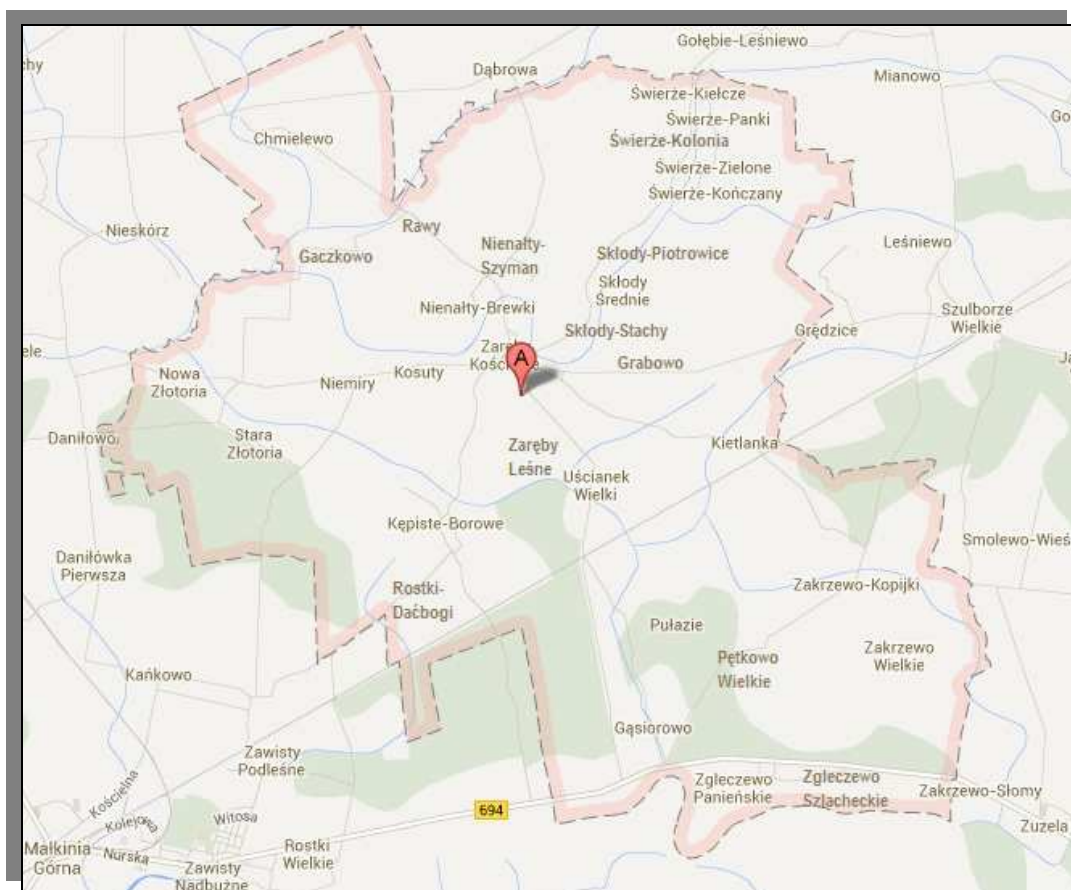 Gołębie-Leśniewo
Dąbrowa
Mianowo
Świerże-Kiełcze
Świerże-Panki
Chmielewo
Świerże-Kolonia
Świerże-Zielone
Świerże-Kończany
Nieskórz
Rawy
Leśniewo
Nienałty-
Szyman
Gaczkowo
Skłody-Piotrowice
Skłody
Średnie
Nienałty-Brewki
Szulborze
Wielkie
Skłody-Stachy
Grędzice
A
Grabowo
Nowa
Złotoria
Kosuty
Niemiry
Daniłowo
Stara
Złotoria
Zaręby
Leśne
Kietlanka
Uścianek
Wielki
Kępiste-Borowe
Daniłówka
Pierwsza
Zakrzewo-Kopijki
Rostki-
Daćbogi
Pułazie
Zakrzewo
Wielkie
Pętkowo
Wielkie
Kańkowo
Gąsiorowo
Zawisty
Podleśne
Zgleczewo
Panieńskie
Zgleczewo
Szlacheckie
Zakrzewo-Słomy
Kościelna
694
Witosa
Zuzela
Kolejowa
Nurska
Małkinia
Górna
Rostki
Wielkie
Zawisty
Nadbużne